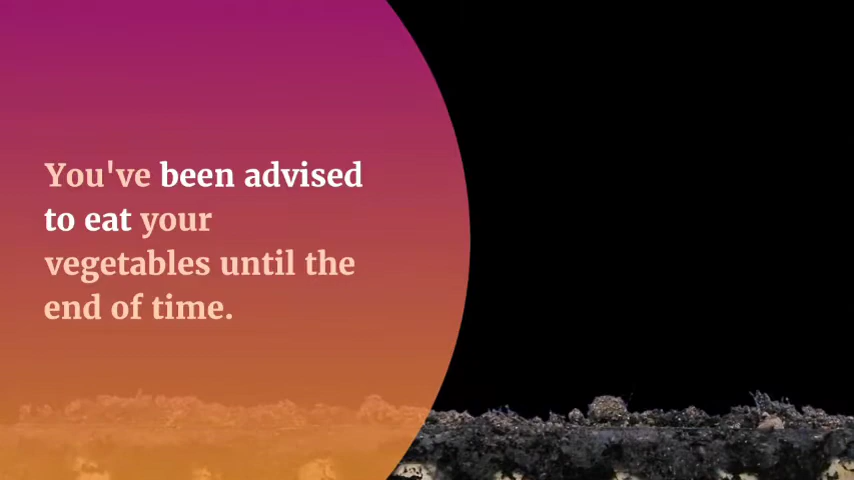 You've been advised
to eat your
vegetables until the
end of time.